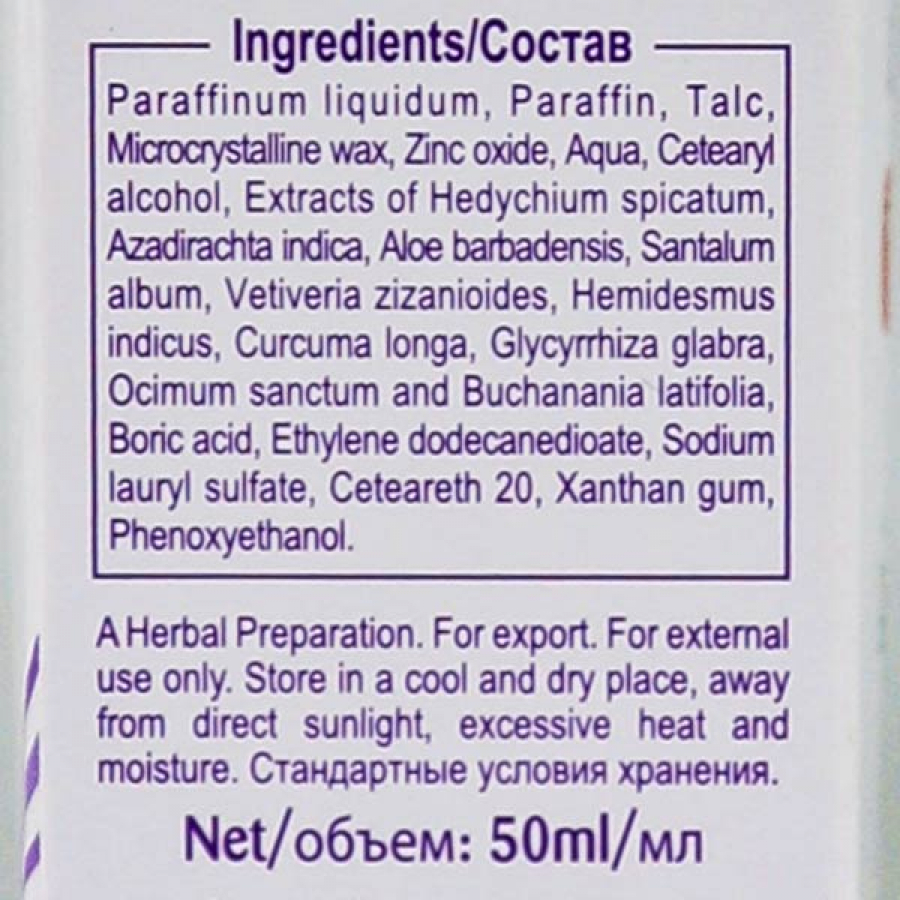 Ingredients/Состав
Paraffinum liquidum, Paraffin, Talc,
Microcrystalline wax, Zinc oxide, Aqua, Cetearyl
alcohol, Extracts of Hedychium spicatum,
Azadirachta indica, Aloe barbadensis, Santalum
album, Vetiveria zizanioides, Hemidesmus
indicus, Curcuma longa, Glycyrrhiza glabra,
Ocimum sanctum and Buchanania latifolia,
Boric acid, Ethylene dodecanedioate, Sodium
lauryl sulfate, Ceteareth 20, Xanthan gum,
Phenoxyethanol.
A Herbal Preparation. For export. For external
use only. Store in a cool and dry place, away
from direct sunlight, excessive heat and
moisture. Стандартные условия хранения.
Net/объем: 50ml/мл